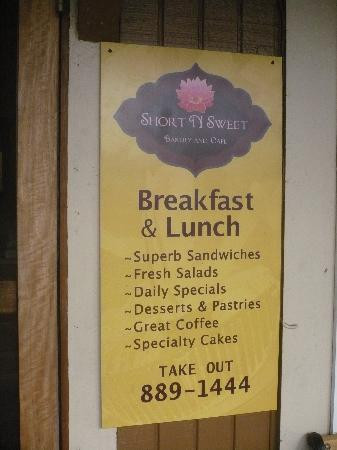 Short N Sweet
Bakery and Cafe
Breakfast
& Lunch
~Superb Sandwiches
~Fresh Salads
~Daily Specials
~Desserts & Pastries
~Great Coffee
~Specialty Cakes
TAKE OUT
889-1444